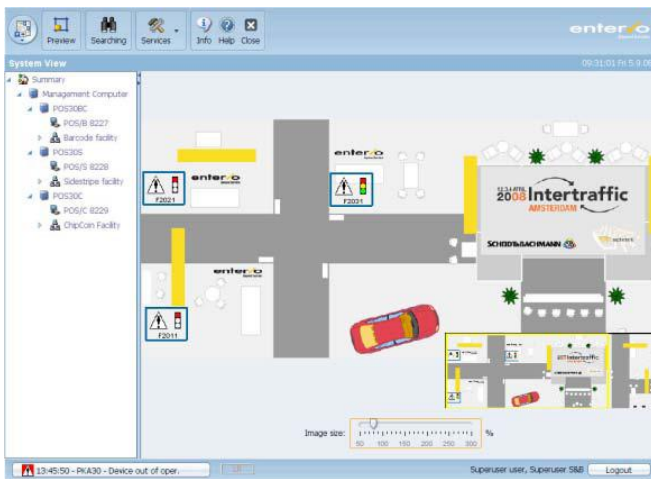 entervo
Preview
Searching
Services
Info
Help
Close
System View
09:31:01 Fri 5.9.08
Summary
Management Computer
POS30BC
POS/B 8227
Barcode facility
POS30S
POS/S 8228
Sidestripe facility
POS30C
POS/C 8229
ChipCoin Facility
entervo
F2021
entervo
F2031
2008 Intertraffic
AMSTERDAM
SCHEIDT&BACHMANN
entervo
F2011
Intertraffic
Image size:
50 100 150 200 250 300
%
13:45:50 - PKA30 - Device out of oper.
Superuser user, Superuser S&B
Logout